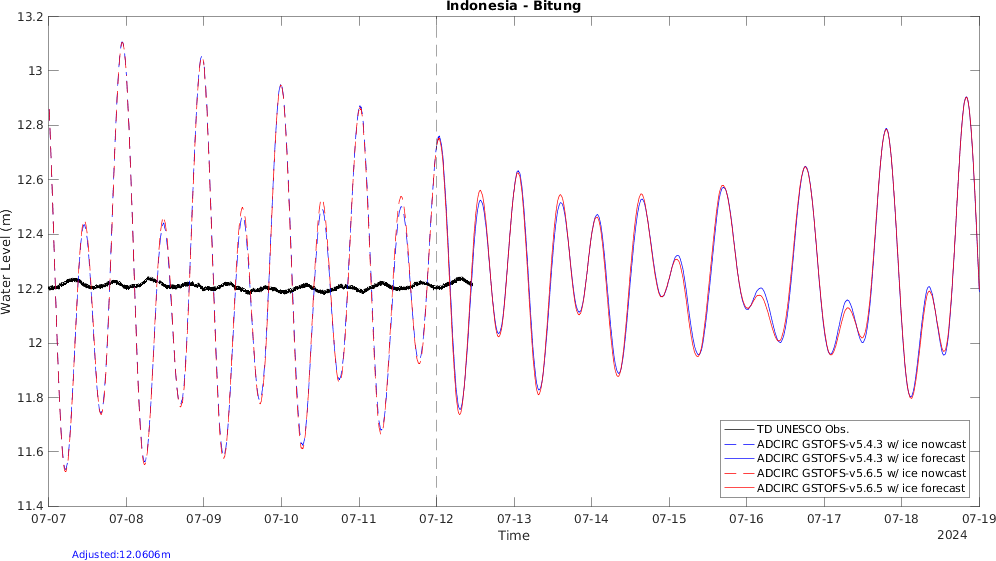 Indonesia - Bitung
13.2
13
12.8
12.6
12.4
12.2
12
11.8
11.6
11.4
Water Level (m)
TD UNESCO Obs.
ADCIRC GSTOFS-v5.4.3 w/ ice nowcast
ADCIRC GSTOFS-v5.4.3 w/ ice forecast
ADCIRC GSTOFS-v5.6.5 w/ ice nowcast
ADCIRC GSTOFS-v5.6.5 w/ ice forecast
07-07 07-08 07-09 07-10 07-11 07-12 07-13 07-14 07-15 07-16 07-17 07-18 07-19
Time
2024
Adjusted:12.0606m